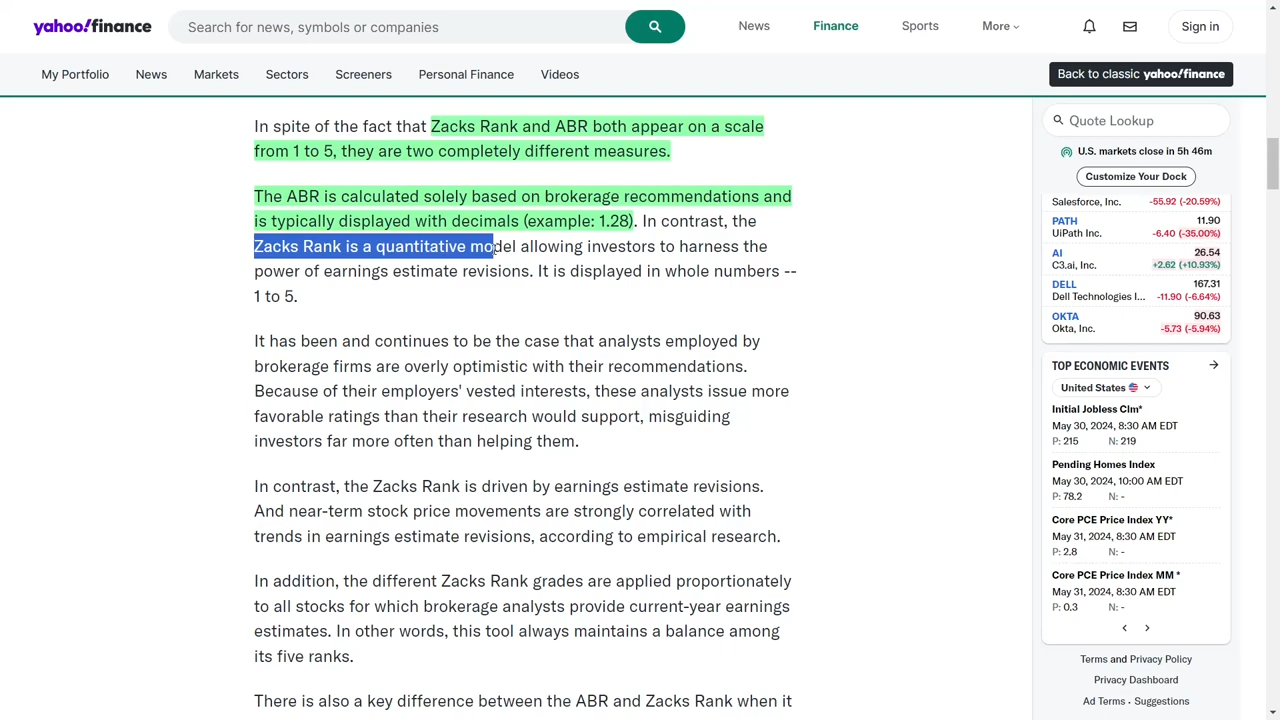 yahoo!finance
Search for news, symbols or companies
News
Finance
Sports
More
Sign in
My Portfolio
News
Markets
Sectors
Screeners
Personal Finance
Videos
Back to classic yahoo!finance
In spite of the fact that Zacks Rank and ABR both appear on a scale
from 1 to 5, they are two completely different measures.
The ABR is calculated solely based on brokerage recommendations and
is typically displayed with decimals (example: 1.28). In contrast, the
Zacks Rank is a quantitative model allowing investors to harness the
power of earnings estimate revisions. It is displayed in whole numbers --
1 to 5.
It has been and continues to be the case that analysts employed by
brokerage firms are overly optimistic with their recommendations.
Because of their employers' vested interests, these analysts issue more
favorable ratings than their research would support, misguiding
investors far more often than helping them.
In contrast, the Zacks Rank is driven by earnings estimate revisions.
And near-term stock price movements are strongly correlated with
trends in earnings estimate revisions, according to empirical research.
In addition, the different Zacks Rank grades are applied proportionately
to all stocks for which brokerage analysts provide current-year earnings
estimates. In other words, this tool always maintains a balance among
its five ranks.
There is also a key difference between the ABR and Zacks Rank when it
Quote Lookup
U.S. markets close in 5h 46m
Customize Your Dock
Salesforce, Inc. -55.92 (-20.59%)
PATH 11.90
UiPath Inc. -6.40 (-35.00%)
AI 26.54
C3.ai, Inc. +2.62 (+10.93%)
DELL 167.31
Dell Technologies I... -11.90 (-6.64%)
OKTA 90.63
Okta, Inc. -5.73 (-5.94%)
TOP ECONOMIC EVENTS
United States
Initial Jobless Clm*
May 30, 2024, 8:30 AM EDT
P: 215 N: 219
Pending Homes Index
May 30, 2024, 10:00 AM EDT
P: 78.2 N: -
Core PCE Price Index YY*
May 31, 2024, 8:30 AM EDT
P: 2.8 N: -
Core PCE Price Index MM *
May 31, 2024, 8:30 AM EDT
P: 0.3 N: -
Terms and Privacy Policy
Privacy Dashboard
Ad Terms • Suggestions